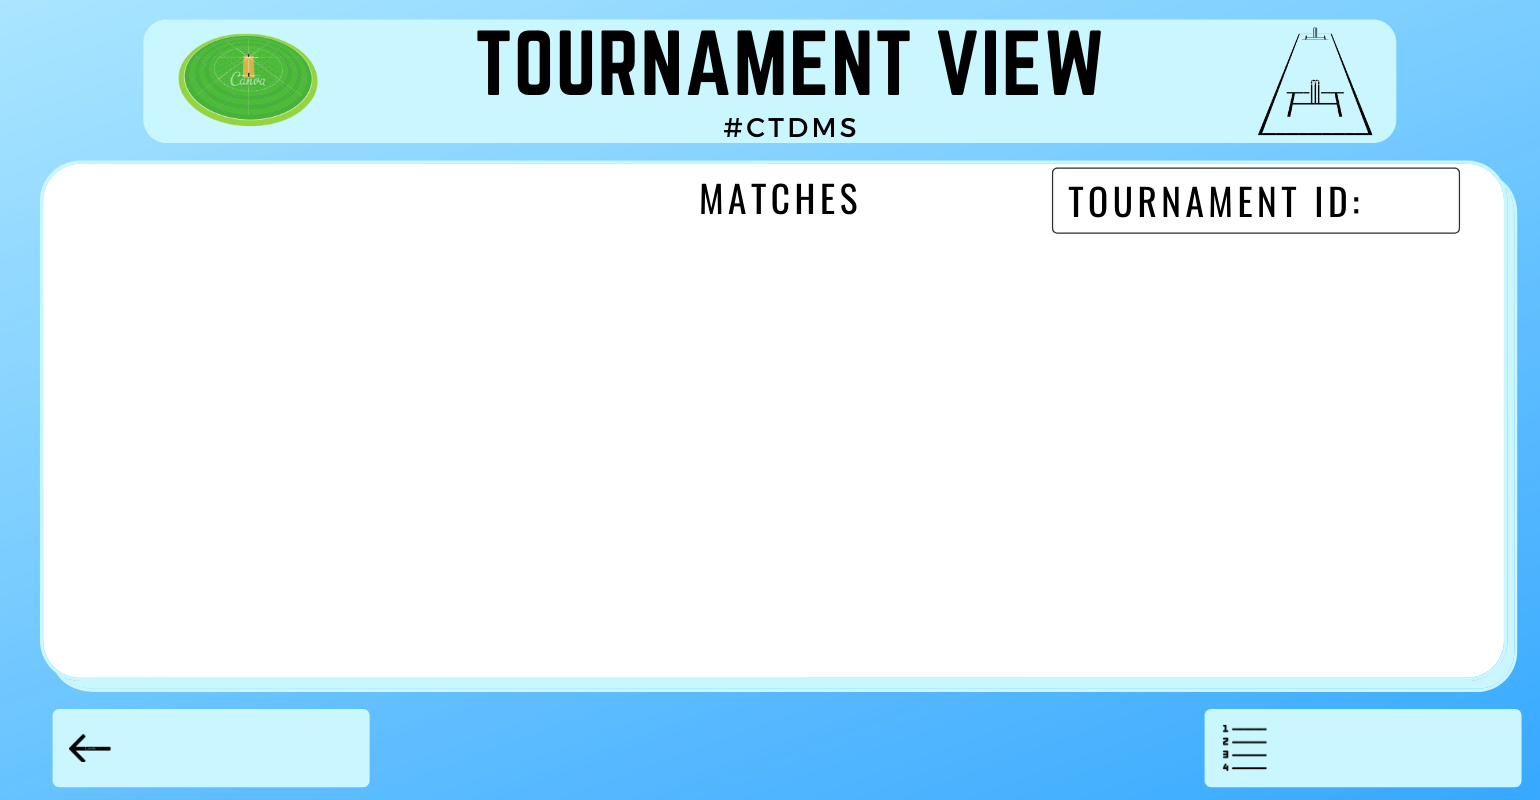 TOURNAMENT VIEW
#CTDMS
Canva
MATCHES
TOURNAMENT ID:
1
2
3
4